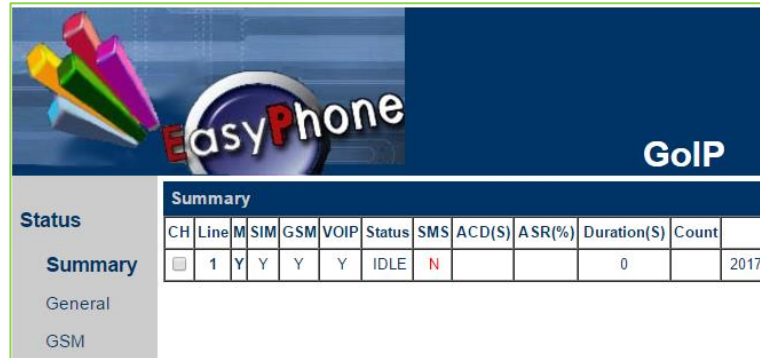 EasyPhone
GoIP
Status
Summary
General
GSM
Summary
CH Line M SIM GSM VOIP Status SMS ACD(S) ASR(%) Duration(S) Count
1 Y Y Y Y IDLE N 0 2017